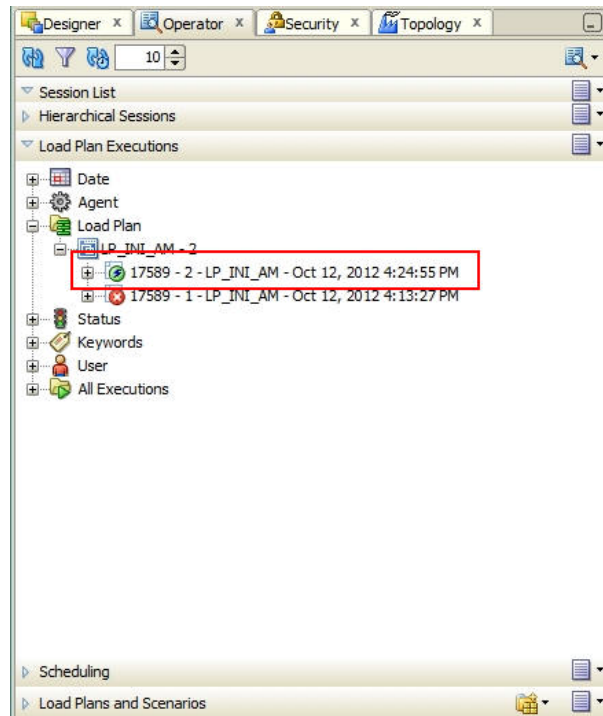 Designer x Operator x Security x Topology x
10
Session List
Hierarchical Sessions
Load Plan Executions
Date
Agent
Load Plan
LP_INI_AM - 2
17589 - 2 - LP_INI_AM - Oct 12, 2012 4:24:55 PM
17589 - 1 - LP_INI_AM - Oct 12, 2012 4:13:27 PM
Status
Keywords
User
All Executions
Scheduling
Load Plans and Scenarios